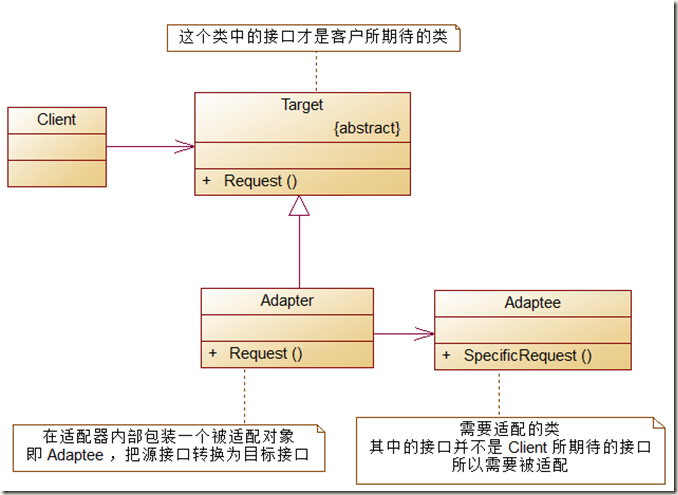 这个类中的接口才是客户所期待的类
Client
Target
{abstract}
+ Request ()
Adapter
+ Request ()
Adaptee
+ SpecificRequest ()
在适配器内部包装一个被适配对象
即 Adaptee ，把源接口转换为目标接口
需要适配的类
其中的接口并不是 Client 所期待的接口
所以需要被适配